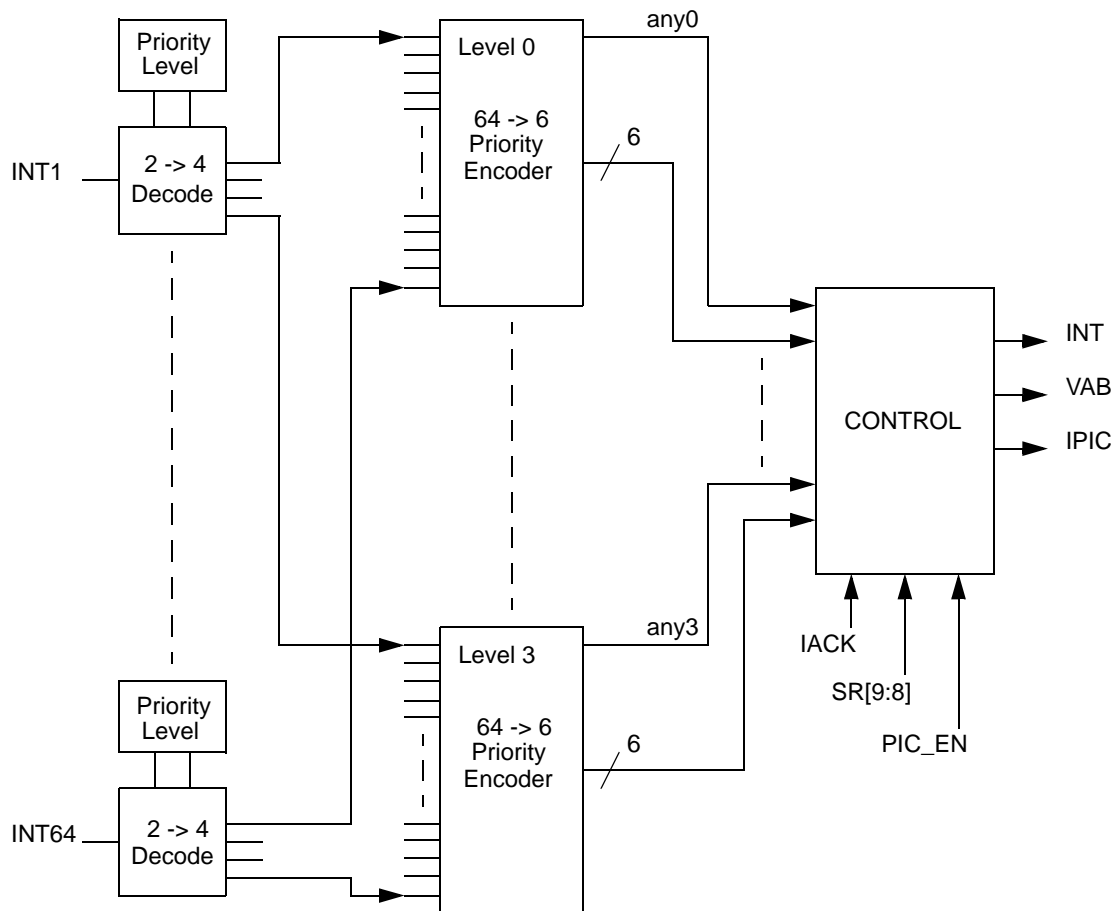 Priority
Level
INT1
2 -> 4
Decode
Level 0
64 -> 6
Priority
Encoder
any0
6
CONTROL
INT
VAB
IPIC
IACK
SR[9:8]
PIC_EN
Priority
Level
INT64
2 -> 4
Decode
Level 3
64 -> 6
Priority
Encoder
any3
6